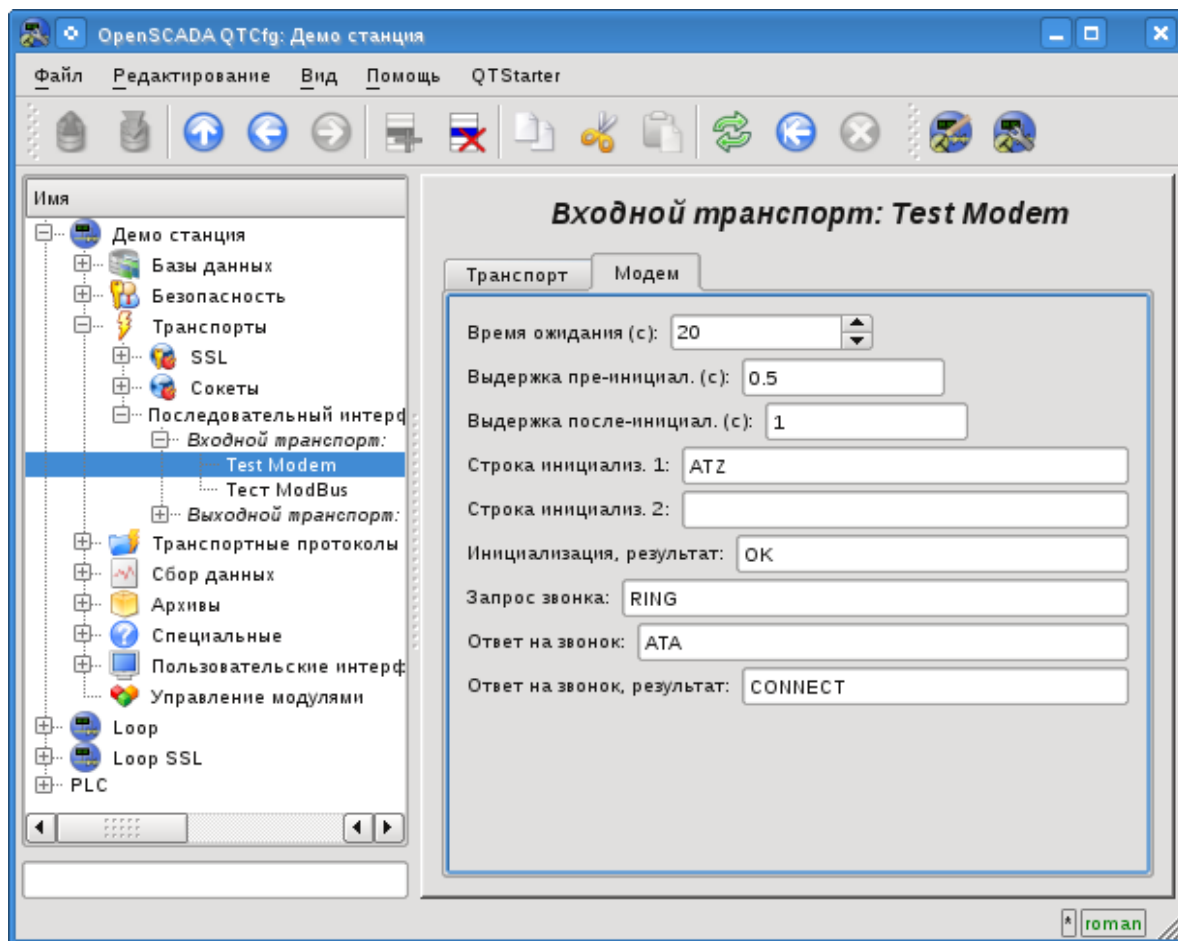 OpenSCADA QTCfg: Демо станция
Файл Редактирование Вид Помощь QTStarter
Имя
Демо станция
Базы данных
Безопасность
Транспорты
SSL
Сокеты
Последовательный интерф
Входной транспорт:
Test Modem
Тест ModBus
Выходной транспорт:
Транспортные протоколы
Сбор данных
Архивы
Специальные
Пользовательские интерф
Управление модулями
Loop
Loop SSL
PLC
Входной транспорт: Test Modem
Транспорт Модем
Время ожидания (с): 20
Выдержка пре-инициал. (с): 0.5
Выдержка после-инициал. (с): 1
Строка инициализ. 1: ATZ
Строка инициализ. 2:
Инициализация, результат: OK
Запрос звонка: RING
Ответ на звонок: ATA
Ответ на звонок, результат: CONNECT
* roman